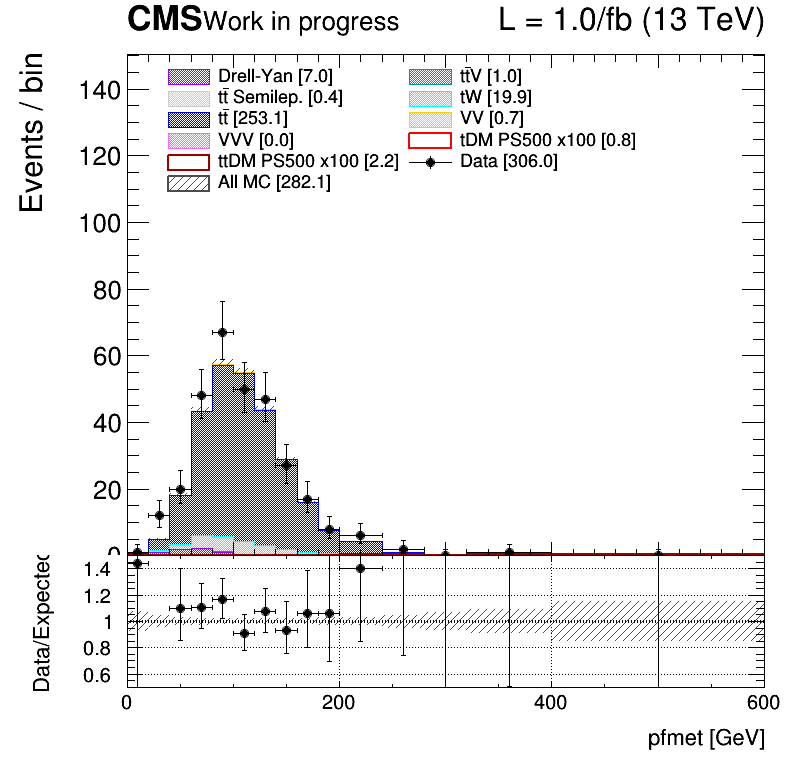 CMS Work in progress L = 1.0/fb (13 TeV)
Events / bin
140
120
100
80
60
40
20
0
Drell-Yan [7.0] tt̄V [1.0]
tt̄ Semilep. [0.4] tW [19.9]
tt̄ [253.1] VV [0.7]
VVV [0.0] tDM PS500 x100 [0.8]
ttDM PS500 x100 [2.2] Data [306.0]
All MC [282.1]
Data/Expected
1.4
1.2
1
0.8
0.6
0 200 400 600
pfmet [GeV]